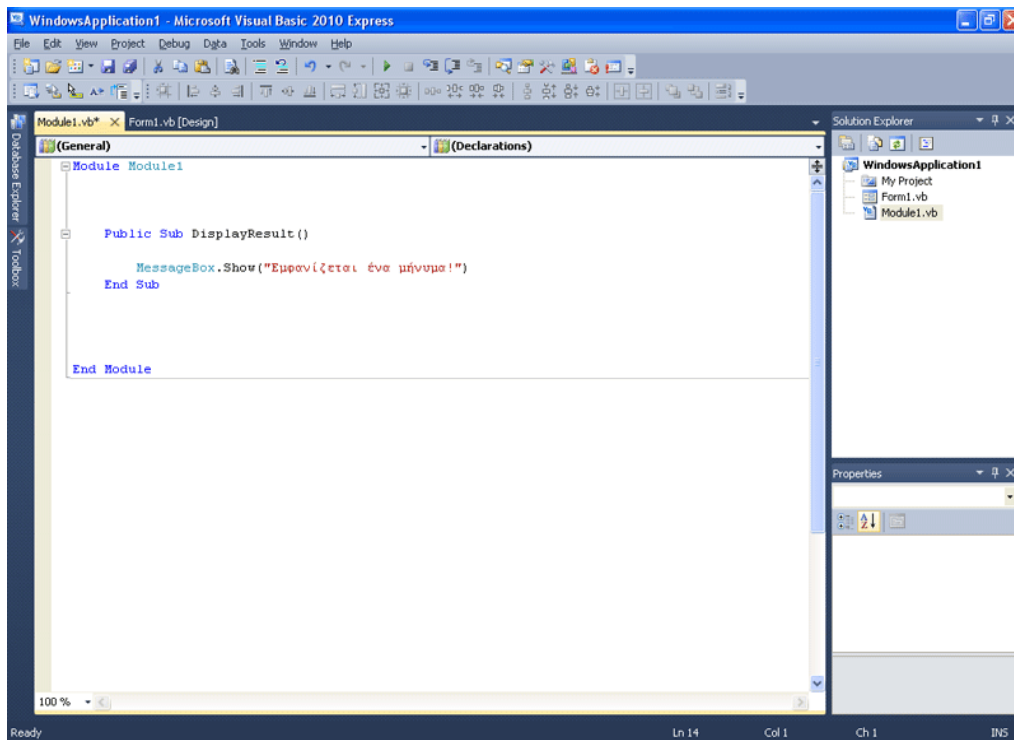 WindowsApplication1 - Microsoft Visual Basic 2010 Express
File Edit View Project Debug Data Tools Window Help
Module1.vb* Form1.vb [Design]
(General) (Declarations)
Module Module1
Public Sub DisplayResult()
MessageBox.Show("Εμφανίζεται ένα μήνυμα!")
End Sub
End Module
100 %
Database Explorer
Toolbox
Solution Explorer
WindowsApplication1
My Project
Form1.vb
Module1.vb
Properties
Ready Ln 14 Col 1 Ch 1 INS